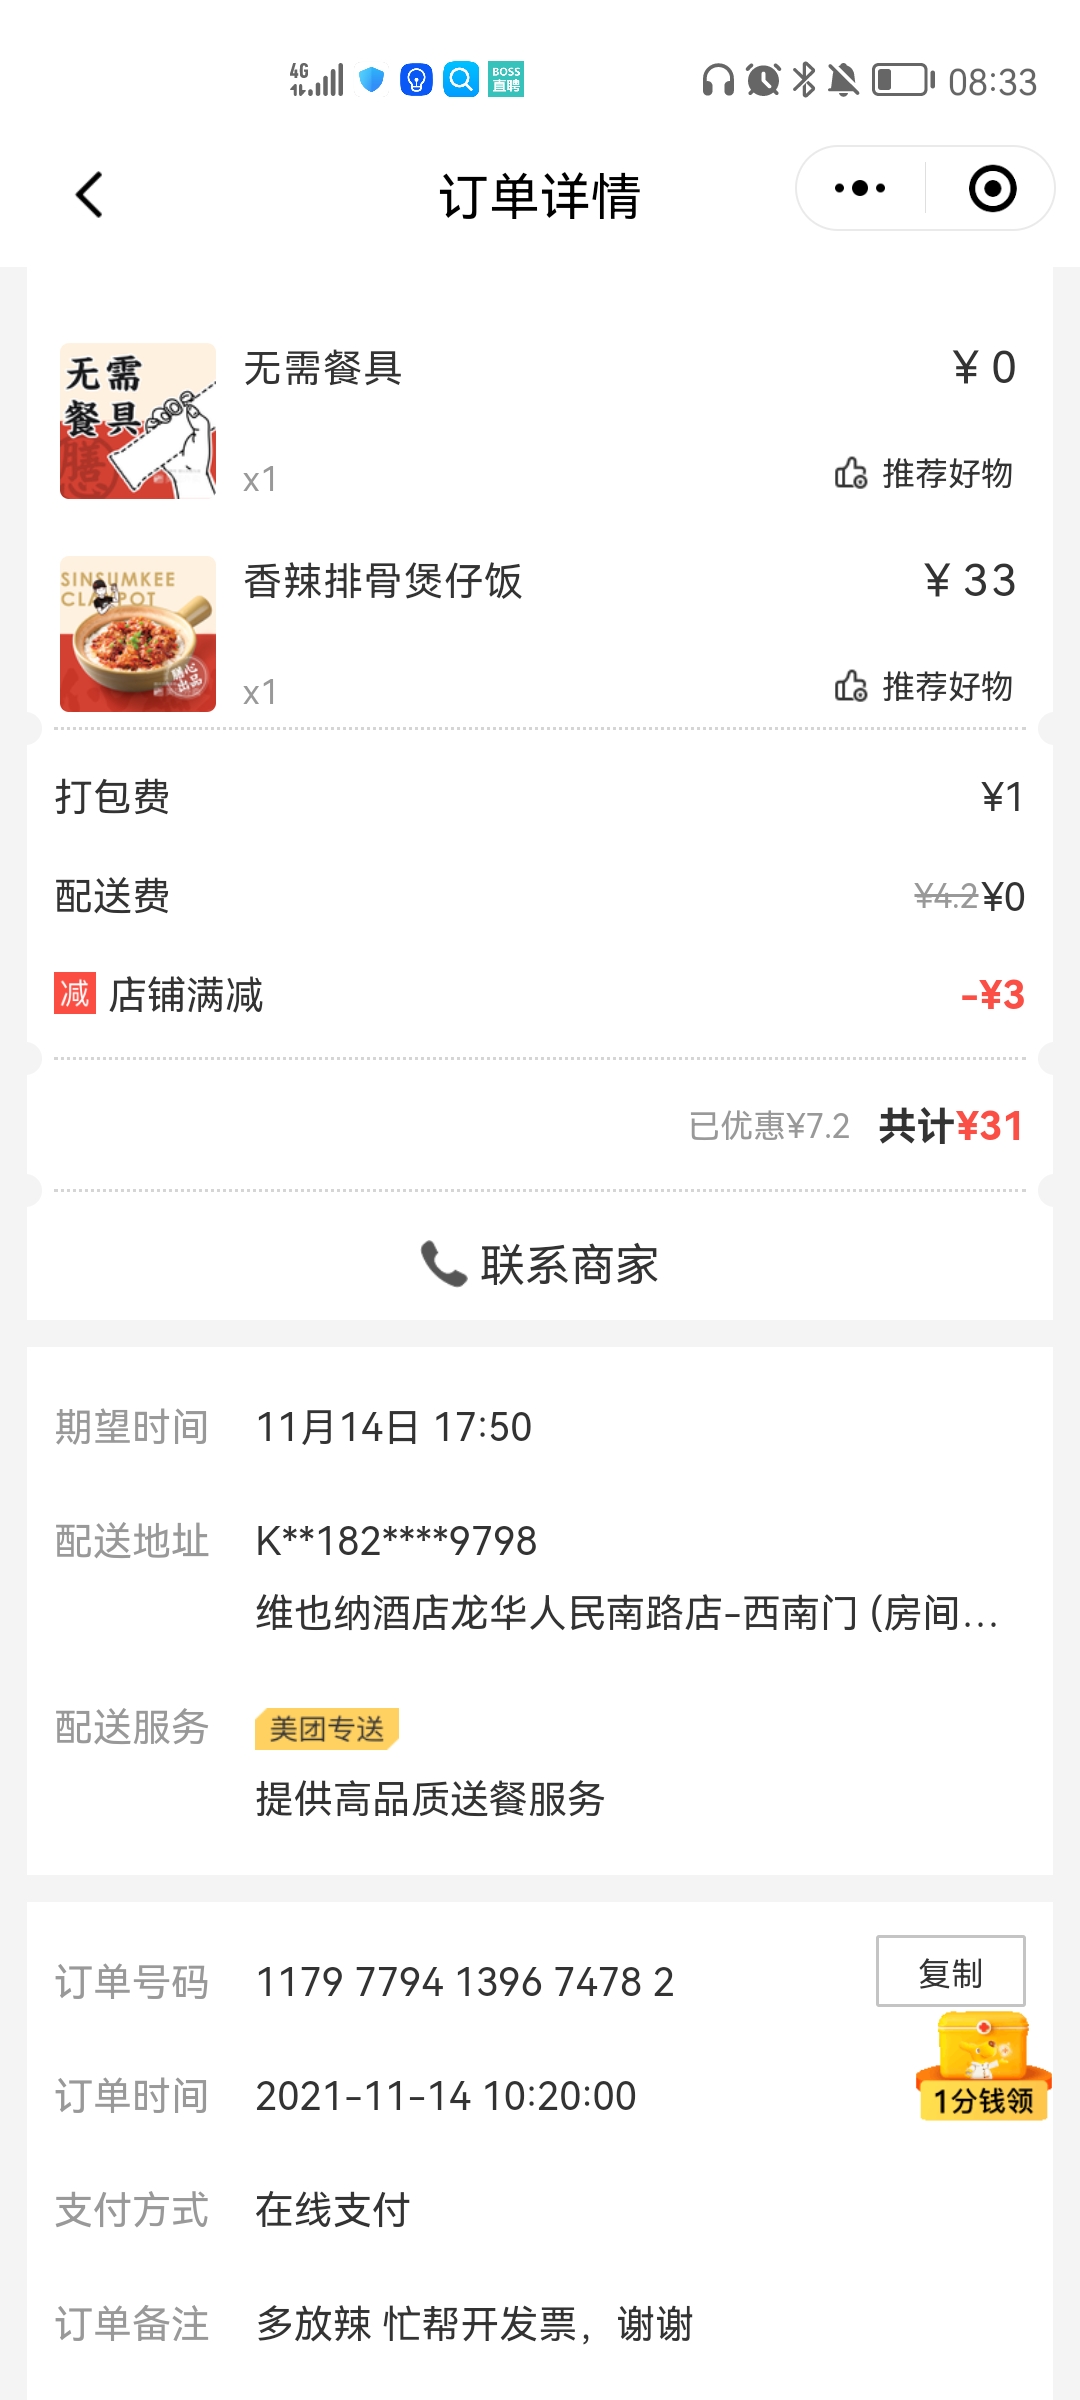 4G
BOSS
直聘
08:33
订单详情
无需
餐具
膳
无需餐具
¥ 0
x1
推荐好物
SINSUMKEE
CLAYPOT
膳心
出品
香辣排骨煲仔饭
¥ 33
x1
推荐好物
打包费
¥1
配送费
¥4.2¥0
减 店铺满减
-¥3
已优惠¥7.2 共计¥31
联系商家
期望时间 11月14日 17:50
配送地址 K**182****9798
维也纳酒店龙华人民南路店-西南门 (房间...
配送服务 美团专送
提供高品质送餐服务
订单号码 1179 7794 1396 7478 2
复制
1分钱领
订单时间 2021-11-14 10:20:00
支付方式 在线支付
订单备注 多放辣 忙帮开发票，谢谢